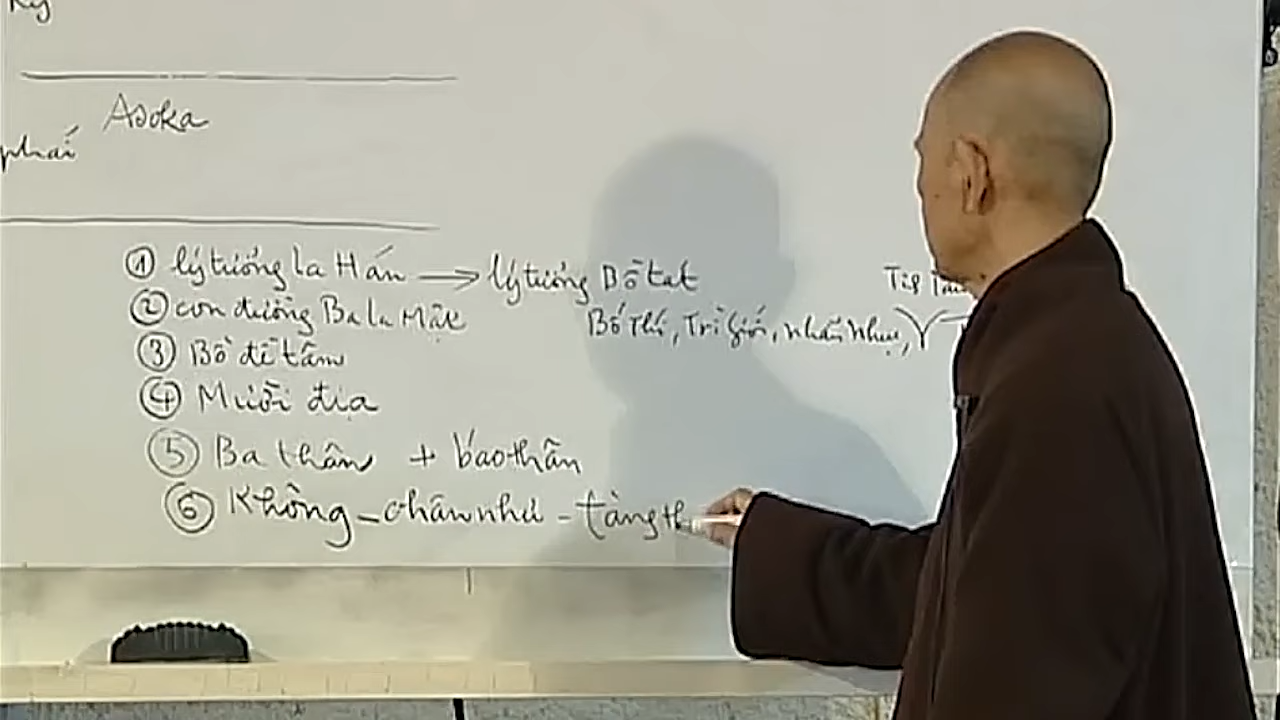 Kỳ
Asoka
phái
① lý tưởng La Hán → lý tưởng Bồ tát
② con đường Ba la Mật
Bố Thí, Trì Giới, nhẫn nhục,
③ Bồ đề tâm
④ Mười địa
⑤ Ba thân + báo thân
⑥ Không - chân như - tàng th